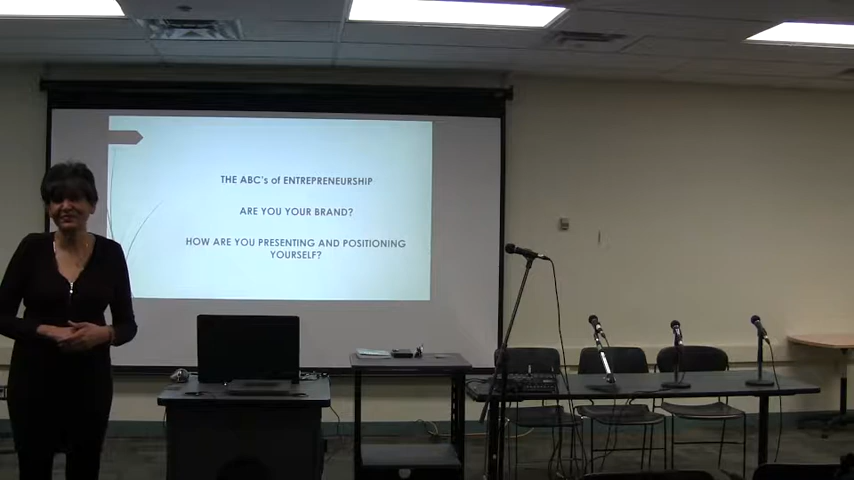 THE ABC's of ENTREPRENEURSHIP
ARE YOU YOUR BRAND?
HOW ARE YOU PRESENTING AND POSITIONING
YOURSELF?